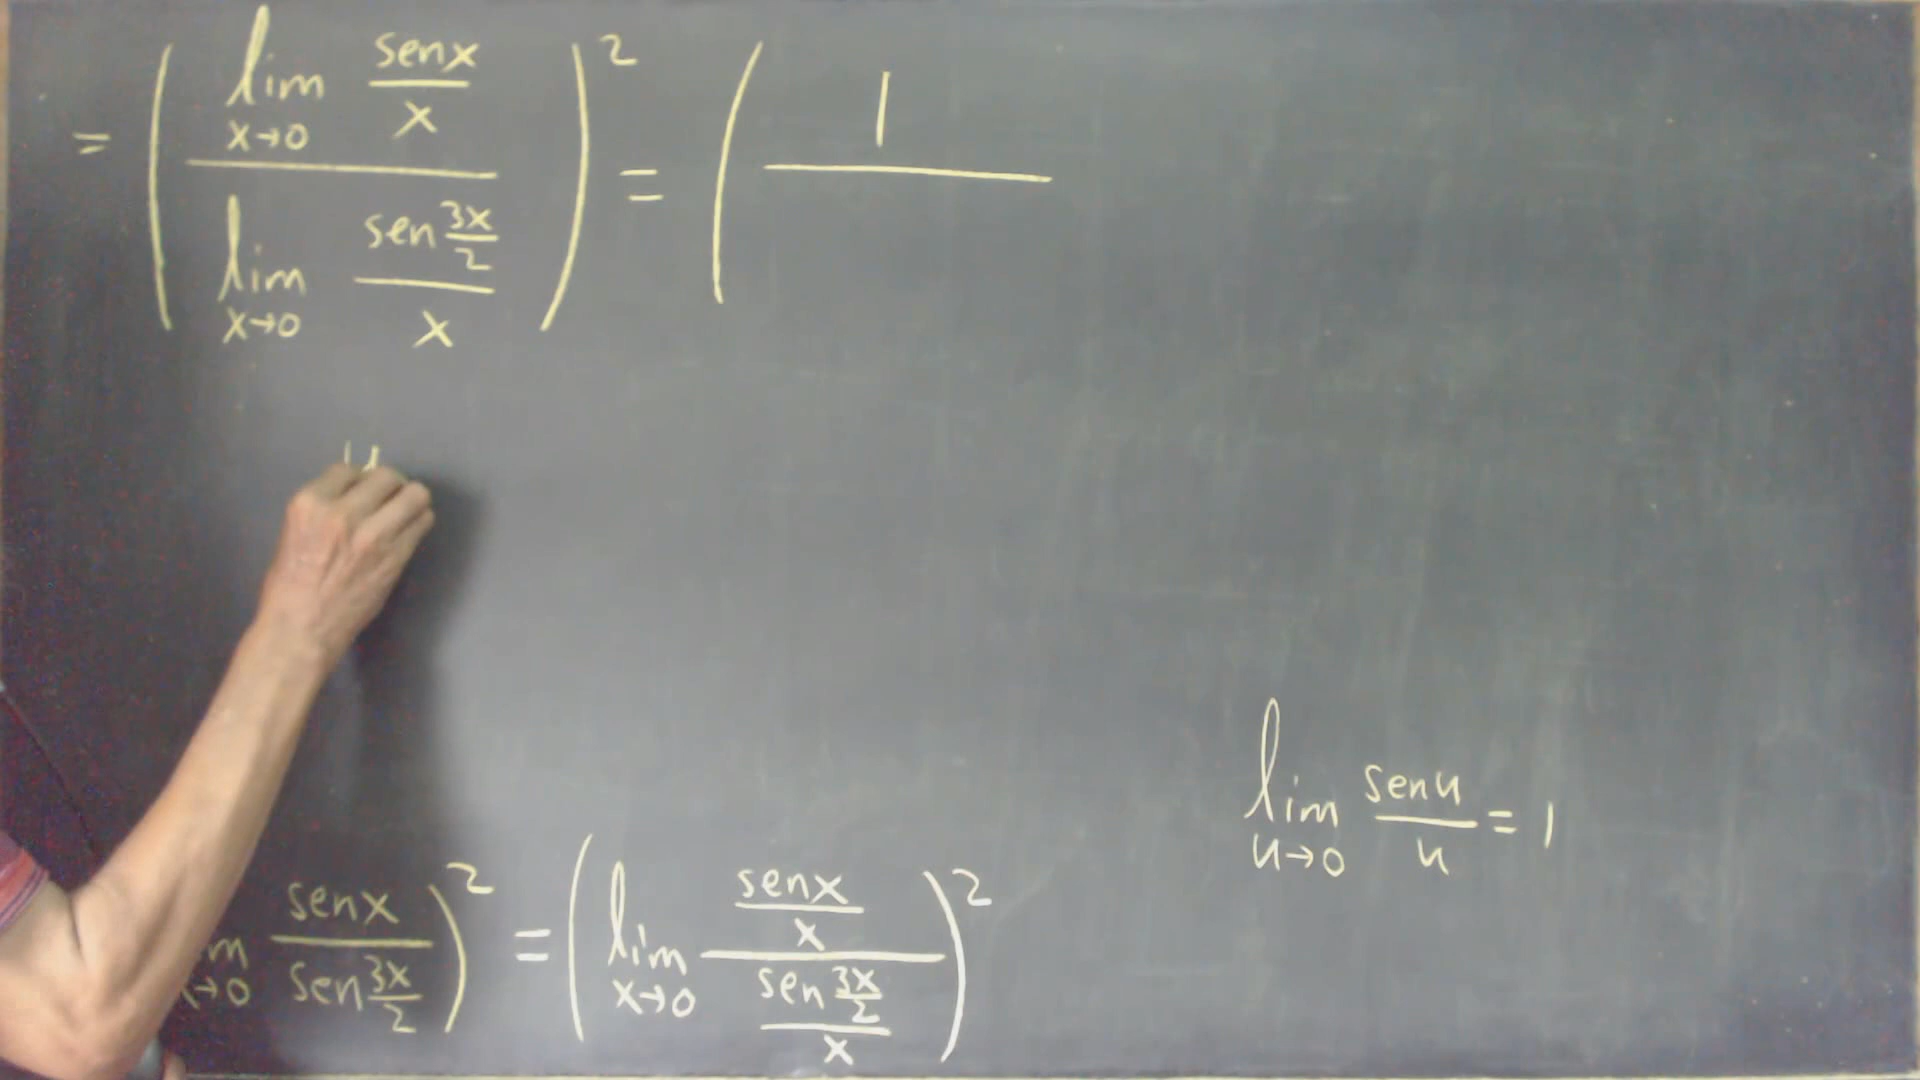 = ( lim x→0 senx/x / lim x→0 sen 3x/2 / x )² = ( 1 /
u
lim u→0 senu/u = 1
m x→0 senx / sen 3x/2 )² = ( lim x→0 senx/x / sen 3x/2 / x )²